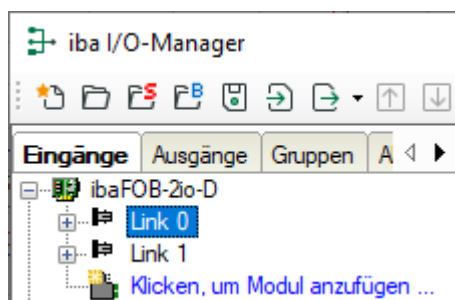 iba I/O-Manager
S B
Eingänge Ausgänge Gruppen A
ibaFOB-2io-D
Link 0
Link 1
Klicken, um Modul anzufügen ...